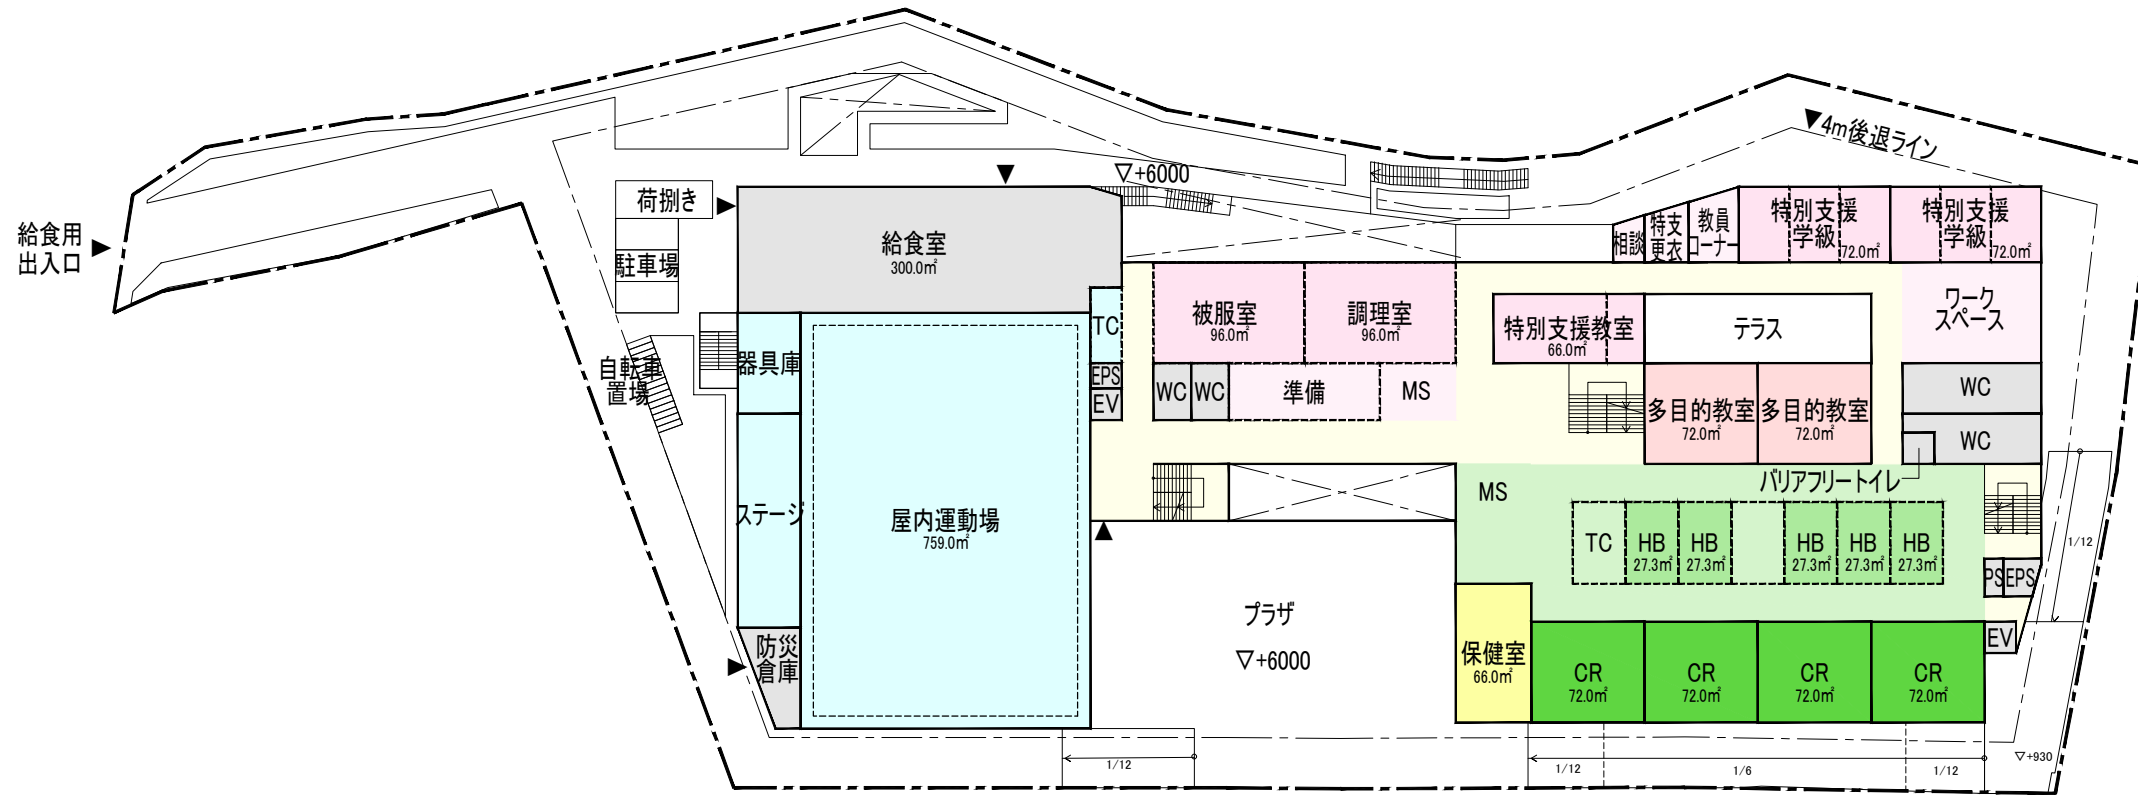 ▽+6000
4m後退ライン
給食用
出入口
荷捌き
駐車場
自転車
置場
給食室
300.0㎡
器具庫
ステージ
防災
倉庫
屋内運動場
759.0㎡
TC
EPS
EV
被服室
96.0㎡
調理室
96.0㎡
WC
WC
準備
MS
相談
特支
更衣
教員
コーナー
特別支援
学級
72.0㎡
特別支援
学級
72.0㎡
特別支援教室
66.0㎡
テラス
ワーク
スペース
多目的教室
72.0㎡
多目的教室
72.0㎡
WC
WC
バリアフリートイレ
MS
TC
HB
27.3㎡
HB
27.3㎡
HB
27.3㎡
HB
27.3㎡
HB
27.3㎡
PS
EPS
EV
1/12
プラザ
▽+6000
保健室
66.0㎡
CR
72.0㎡
CR
72.0㎡
CR
72.0㎡
CR
72.0㎡
1/12
1/12
1/6
1/12
▽+930